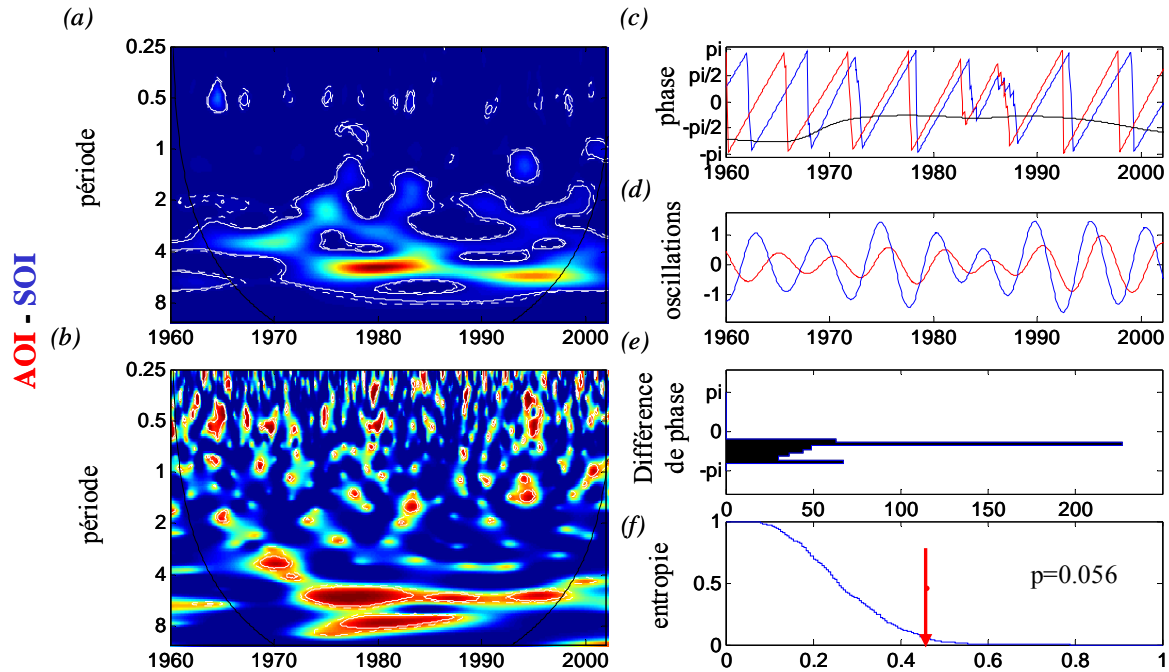 AOI - SOI
(a)
0.25
0.5
1
2
4
8
période
1960 1970 1980 1990 2000
(b)
0.25
0.5
1
2
4
8
période
1960 1970 1980 1990 2000
(c)
pi
pi/2
0
-pi/2
-pi
phase
1960 1970 1980 1990 2000
(d)
1
0
-1
oscillations
1960 1970 1980 1990 2000
(e)
pi
0
-pi
Différence
de phase
0 50 100 150 200
(f)
1.0
0.5
0
entropie
p=0.056
0 0.2 0.4 0.6 0.8 1